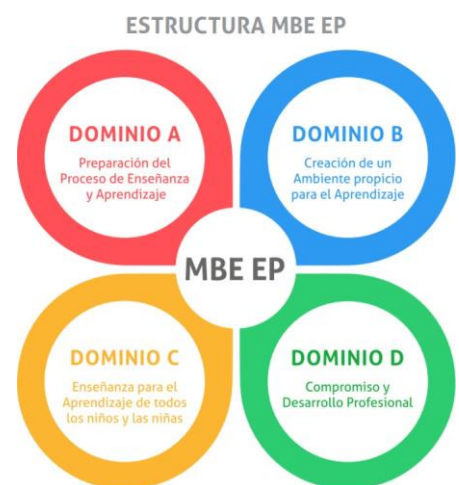 ESTRUCTURA MBE EP
DOMINIO A
Preparación del
Proceso de Enseñanza
y Aprendizaje
DOMINIO B
Creación de un
Ambiente propicio
para el Aprendizaje
MBE EP
DOMINIO C
Enseñanza para el
Aprendizaje de todos
los niños y las niñas
DOMINIO D
Compromiso y
Desarrollo Profesional